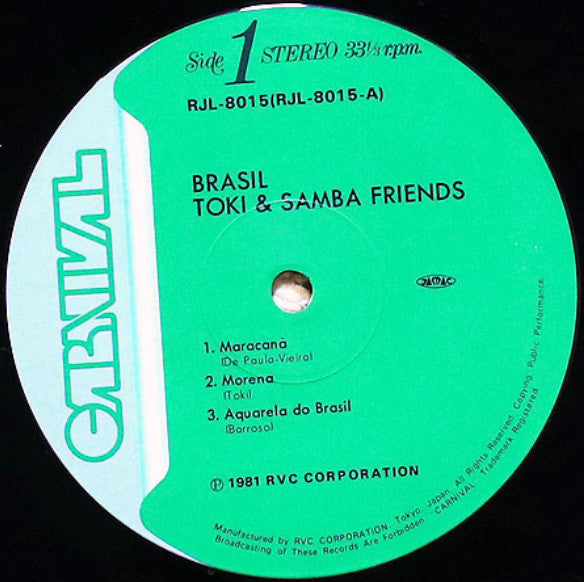 Side 1 STEREO 33⅓ r.p.m.
RJL-8015(RJL-8015-A)
BRASIL
TOKI & SAMBA FRIENDS
CARNIVAL
JASRAC
1. Maracanã
(De Paula-Vieira)
2. Morena
(Toki)
3. Aquarela do Brasil
(Barroso)
Ⓟ 1981 RVC CORPORATION
Manufactured by RVC CORPORATION. Tokyo Japan. All Rights Reserved. Copying Public Performance.
Broadcasting of These Records Are Forbidden CARNIVAL Trademark Registered.